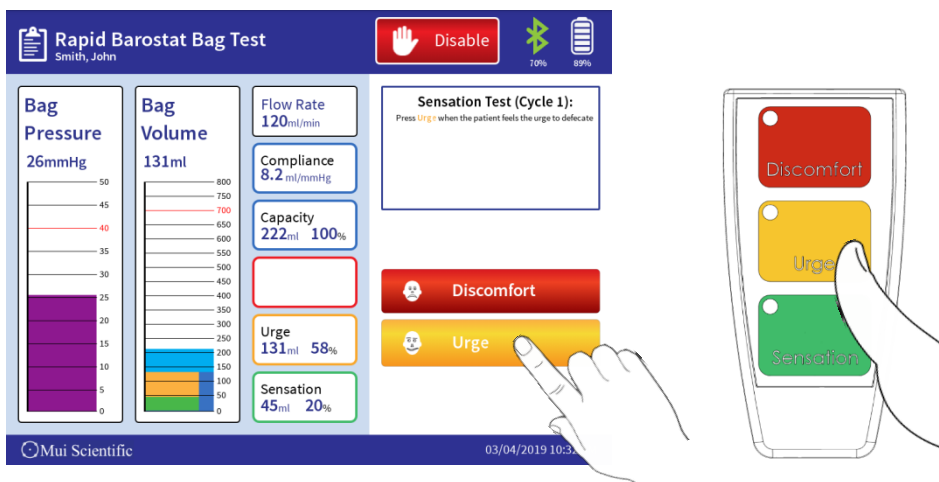 Rapid Barostat Bag Test
Smith, John
Disable
70%
89%
Bag
Pressure
26mmHg
50
45
40
35
30
25
20
15
10
5
0
Bag
Volume
131ml
800
750
700
650
600
550
500
450
400
350
300
250
200
150
100
50
0
Flow Rate
120ml/min
Compliance
8.2 ml/mmHg
Capacity
222ml 100%
Urge
131ml 58%
Sensation
45ml 20%
Sensation Test (Cycle 1):
Press Urge when the patient feels the urge to defecate
Discomfort
Urge
Mui Scientific
03/04/2019 10:32
Discomfort
Urge
Sensation